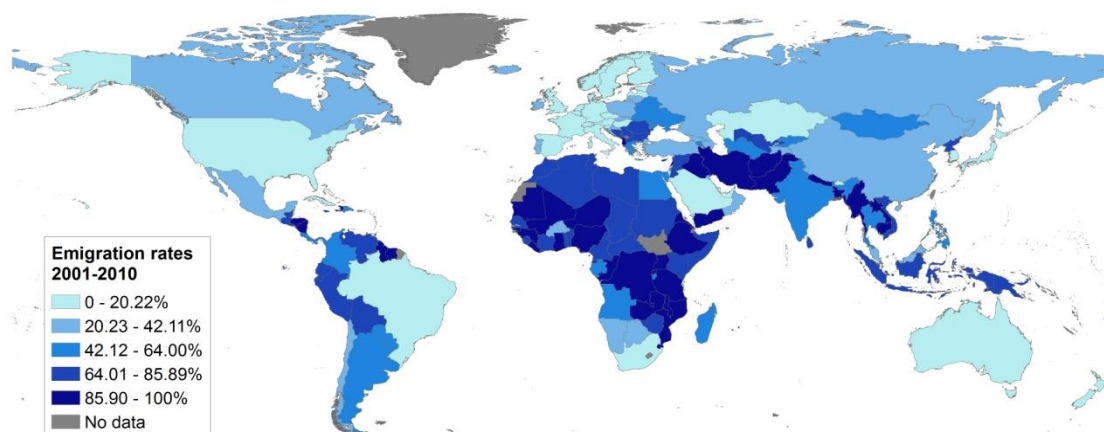 Emigration rates
2001-2010
0 - 20.22%
20.23 - 42.11%
42.12 - 64.00%
64.01 - 85.89%
85.90 - 100%
No data